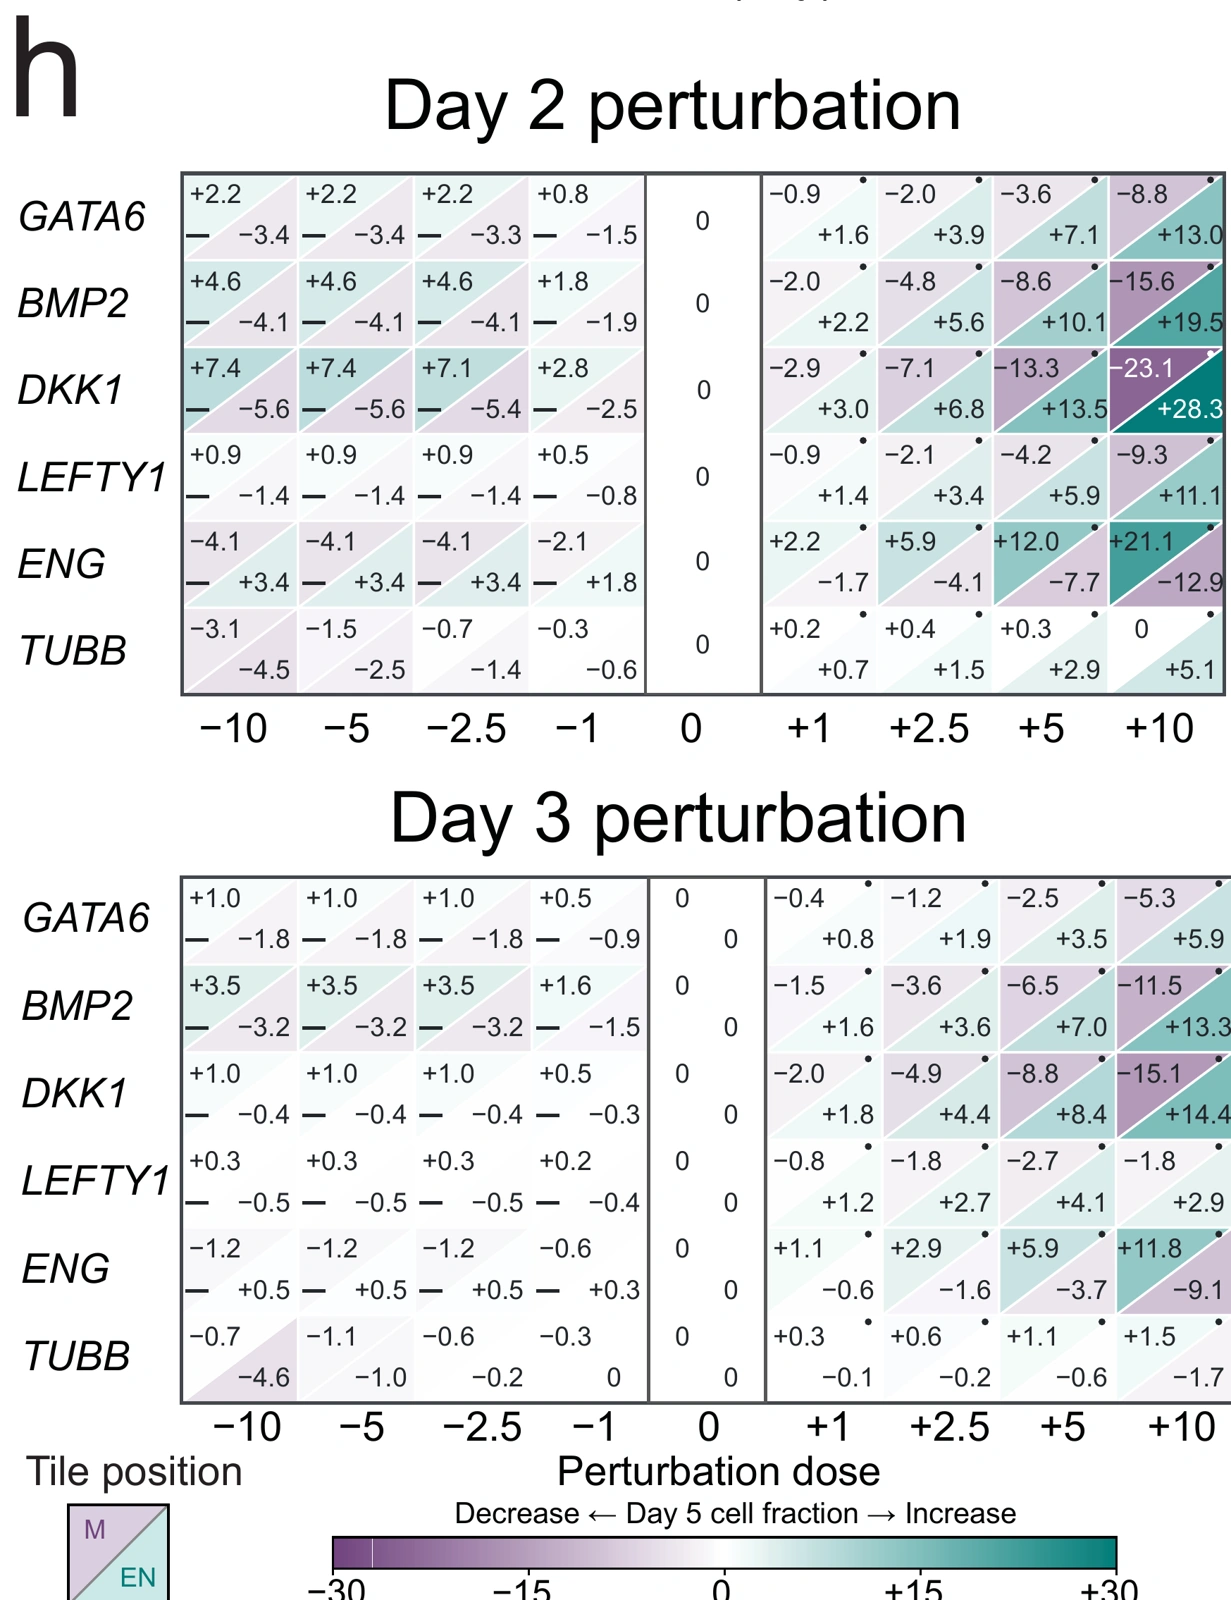 h
Day 2 perturbation
GATA6 +2.2 −3.4 +2.2 −3.4 +2.2 −3.3 +0.8 −1.5 0 −0.9 +1.6 −2.0 +3.9 −3.6 +7.1 −8.8 +13.0
BMP2 +4.6 −4.1 +4.6 −4.1 +4.6 −4.1 +1.8 −1.9 0 −2.0 +2.2 −4.8 +5.6 −8.6 +10.1 −15.6 +19.5
DKK1 +7.4 −5.6 +7.4 −5.6 +7.1 −5.4 +2.8 −2.5 0 −2.9 +3.0 −7.1 +6.8 −13.3 +13.5 −23.1 +28.3
LEFTY1 +0.9 −1.4 +0.9 −1.4 +0.9 −1.4 +0.5 −0.8 0 −0.9 +1.4 −2.1 +3.4 −4.2 +5.9 −9.3 +11.1
ENG −4.1 +3.4 −4.1 +3.4 −4.1 +3.4 −2.1 +1.8 0 +2.2 −1.7 +5.9 −4.1 +12.0 −7.7 +21.1 −12.9
TUBB −3.1 −4.5 −1.5 −2.5 −0.7 −1.4 −0.3 −0.6 0 +0.2 +0.7 +0.4 +1.5 +0.3 +2.9 0 +5.1
−10 −5 −2.5 −1 0 +1 +2.5 +5 +10
Day 3 perturbation
GATA6 +1.0 −1.8 +1.0 −1.8 +1.0 −1.8 +0.5 −0.9 0 0 −0.4 +0.8 −1.2 +1.9 −2.5 +3.5 −5.3 +5.9
BMP2 +3.5 −3.2 +3.5 −3.2 +3.5 −3.2 +1.6 −1.5 0 0 −1.5 +1.6 −3.6 +3.6 −6.5 +7.0 −11.5 +13.3
DKK1 +1.0 −0.4 +1.0 −0.4 +1.0 −0.4 +0.5 −0.3 0 0 −2.0 +1.8 −4.9 +4.4 −8.8 +8.4 −15.1 +14.4
LEFTY1 +0.3 −0.5 +0.3 −0.5 +0.3 −0.5 +0.2 −0.4 0 0 −0.8 +1.2 −1.8 +2.7 −2.7 +4.1 −1.8 +2.9
ENG −1.2 +0.5 −1.2 +0.5 −1.2 +0.5 −0.6 +0.3 0 0 +1.1 −0.6 +2.9 −1.6 +5.9 −3.7 +11.8 −9.1
TUBB −0.7 −4.6 −1.1 −1.0 −0.6 −0.2 −0.3 0 0 0 +0.3 −0.1 +0.6 −0.2 +1.1 −0.6 +1.5 −1.7
−10 −5 −2.5 −1 0 +1 +2.5 +5 +10
Tile position Perturbation dose
Decrease ← Day 5 cell fraction → Increase
M
EN
−30 −15 0 +15 +30